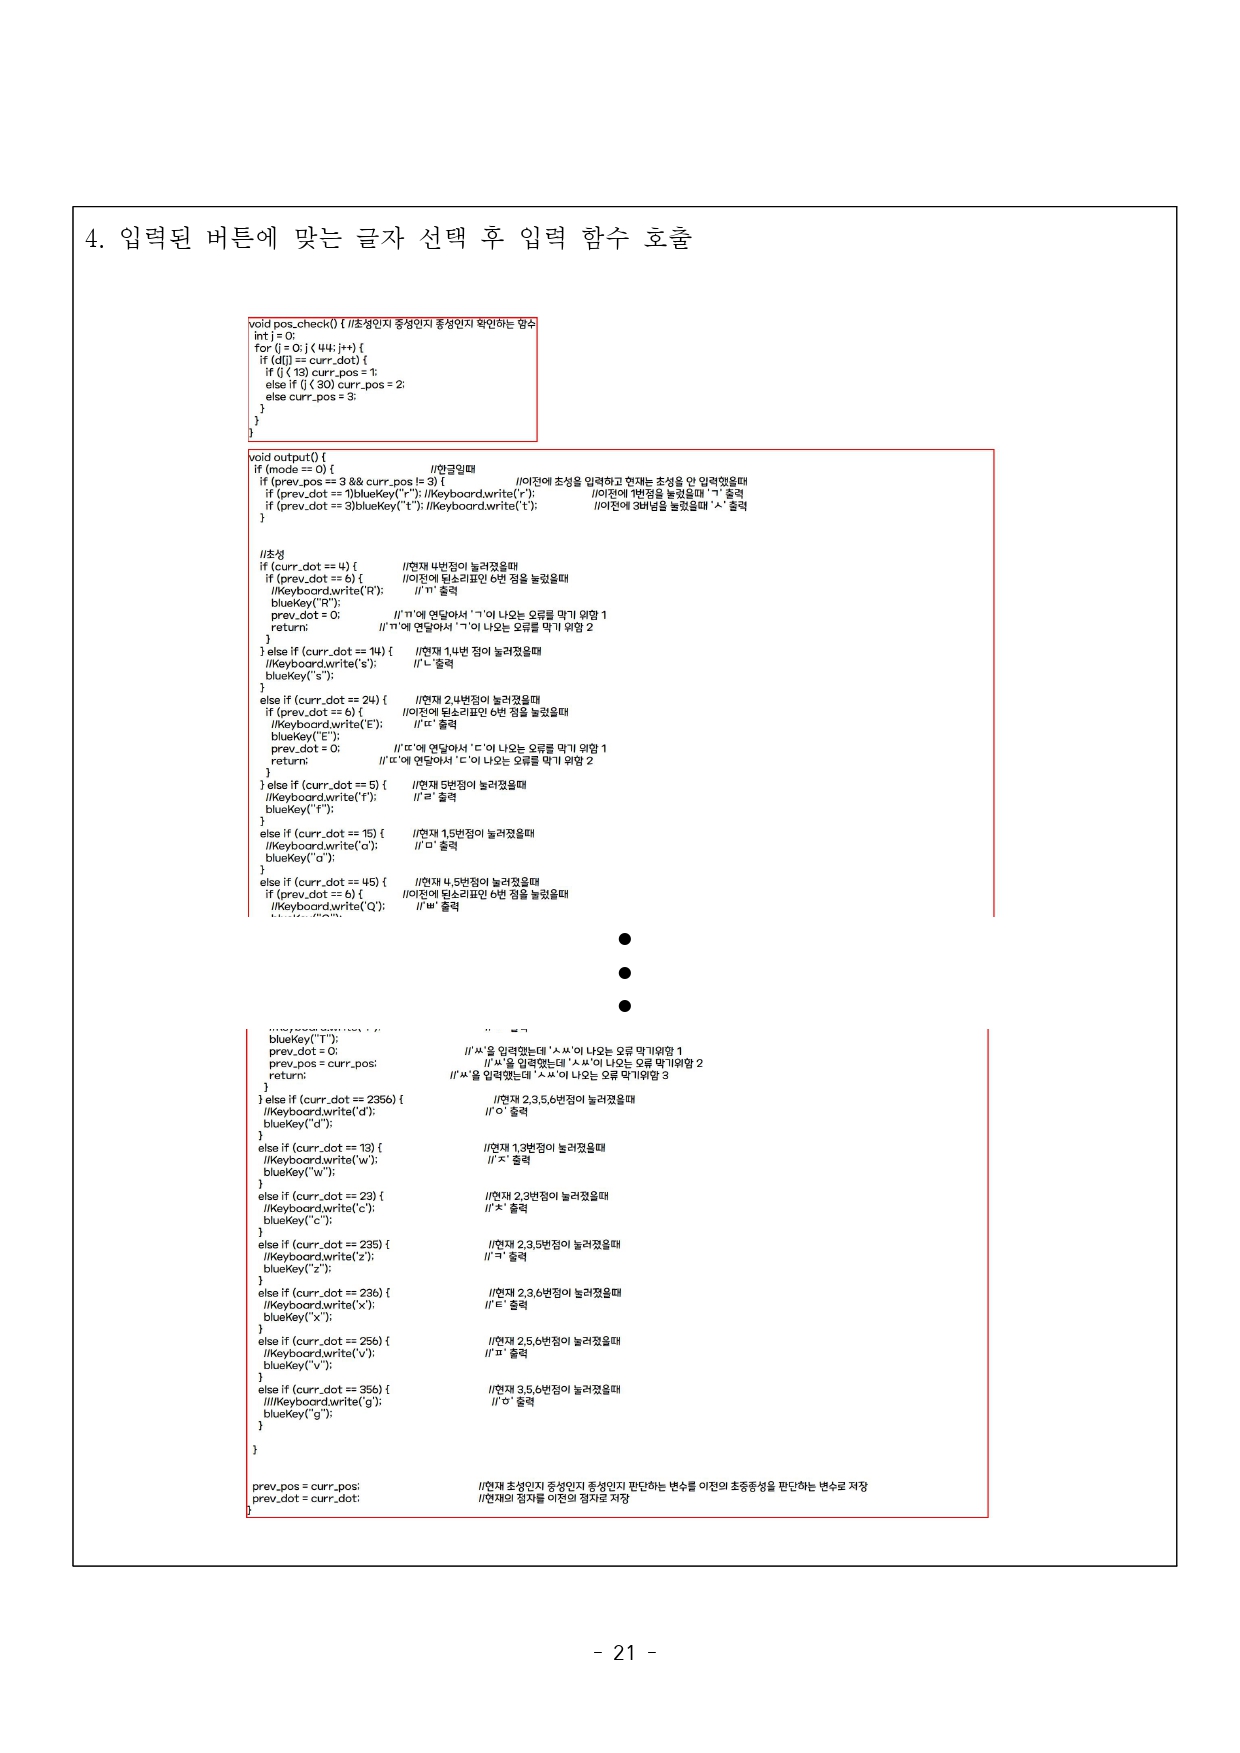 4. 입력된 버튼에 맞는 글자 선택 후 입력 함수 호출
void pos_check() { //초성인지 중성인지 종성인지 확인하는 함수
int j = 0;
for (j = 0; j < 44; j++) {
if (d[j] == curr_dot) {
if (j < 13) curr_pos = 1;
else if (j < 30) curr_pos = 2;
else curr_pos = 3;
}
}
}
void output() {
if (mode == 0) { //한글일때
if (prev_pos == 3 && curr_pos != 3) { //이전에 초성을 입력하고 현재는 초성을 안 입력했을때
if (prev_dot == 1)blueKey("r"); //Keyboard.write('r'); //이전에 1번점을 눌렀을때 'ㄱ' 출력
if (prev_dot == 3)blueKey("t"); //Keyboard.write('t'); //이전에 3버넘을 눌렀을때 'ㅅ' 출력
}
//초성
if (curr_dot == 4) { //현재 4번점이 눌러졌을때
if (prev_dot == 6) { //이전에 된소리표인 6번 점을 눌렀을때
//Keyboard.write('R'); //'ㄲ' 출력
blueKey("R");
prev_dot = 0; //'ㄲ'에 연달아서 'ㄱ'이 나오는 오류를 막기 위함 1
return; //'ㄲ'에 연달아서 'ㄱ'이 나오는 오류를 막기 위함 2
}
} else if (curr_dot == 14) { //현재 1,4번 점이 눌러졌을때
//Keyboard.write('s'); //'ㄴ'출력
blueKey("s");
}
else if (curr_dot == 24) { //현재 2,4번점이 눌러졌을때
if (prev_dot == 6) { //이전에 된소리표인 6번 점을 눌렀을때
//Keyboard.write('E'); //'ㄸ' 출력
blueKey("E");
prev_dot = 0; //'ㄸ'에 연달아서 'ㄷ'이 나오는 오류를 막기 위함 1
return; //'ㄸ'에 연달아서 'ㄷ'이 나오는 오류를 막기 위함 2
}
} else if (curr_dot == 5) { //현재 5번점이 눌러졌을때
//Keyboard.write('f'); //'ㄹ' 출력
blueKey("f");
}
else if (curr_dot == 15) { //현재 1,5번점이 눌러졌을때
//Keyboard.write('a'); //'ㅁ' 출력
blueKey("a");
}
else if (curr_dot == 45) { //현재 4,5번점이 눌러졌을때
if (prev_dot == 6) { //이전에 된소리표인 6번 점을 눌렀을때
//Keyboard.write('Q'); //'ㅃ' 출력
blueKey("T");
prev_dot = 0; //'ㅆ'을 입력했는데 'ㅅㅆ'이 나오는 오류 막기위함 1
prev_pos = curr_pos; //'ㅆ'을 입력했는데 'ㅅㅆ'이 나오는 오류 막기위함 2
return; //'ㅆ'을 입력했는데 'ㅅㅆ'이 나오는 오류 막기위함 3
}
} else if (curr_dot == 2356) { //현재 2,3,5,6번점이 눌러졌을때
//Keyboard.write('d'); //'ㅇ' 출력
blueKey("d");
}
else if (curr_dot == 13) { //현재 1,3번점이 눌러졌을때
//Keyboard.write('w'); //'ㅈ' 출력
blueKey("w");
}
else if (curr_dot == 23) { //현재 2,3번점이 눌러졌을때
//Keyboard.write('c'); //'ㅊ' 출력
blueKey("c");
}
else if (curr_dot == 235) { //현재 2,3,5번점이 눌러졌을때
//Keyboard.write('z'); //'ㅋ' 출력
blueKey("z");
}
else if (curr_dot == 236) { //현재 2,3,6번점이 눌러졌을때
//Keyboard.write('x'); //'ㅌ' 출력
blueKey("x");
}
else if (curr_dot == 256) { //현재 2,5,6번점이 눌러졌을때
//Keyboard.write('v'); //'ㅍ' 출력
blueKey("v");
}
else if (curr_dot == 356) { //현재 3,5,6번점이 눌러졌을때
////Keyboard.write('g'); //'ㅎ' 출력
blueKey("g");
}
}
prev_pos = curr_pos; //현재 초성인지 중성인지 종성인지 판단하는 변수를 이전의 초중종성을 판단하는 변수로 저장
prev_dot = curr_dot; //현재의 점자를 이전의 점자로 저장
}
- 21 -